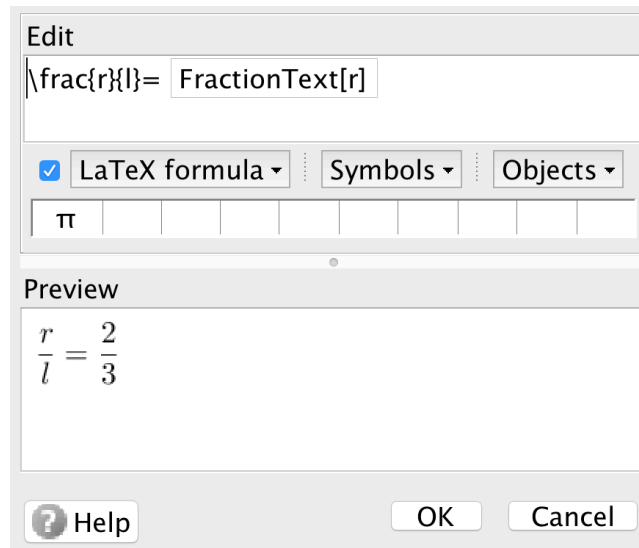 Edit
\frac{r}{l}= FractionText[r]
LaTeX formula Symbols Objects
π
Preview
r/l = 2/3
? Help OK Cancel